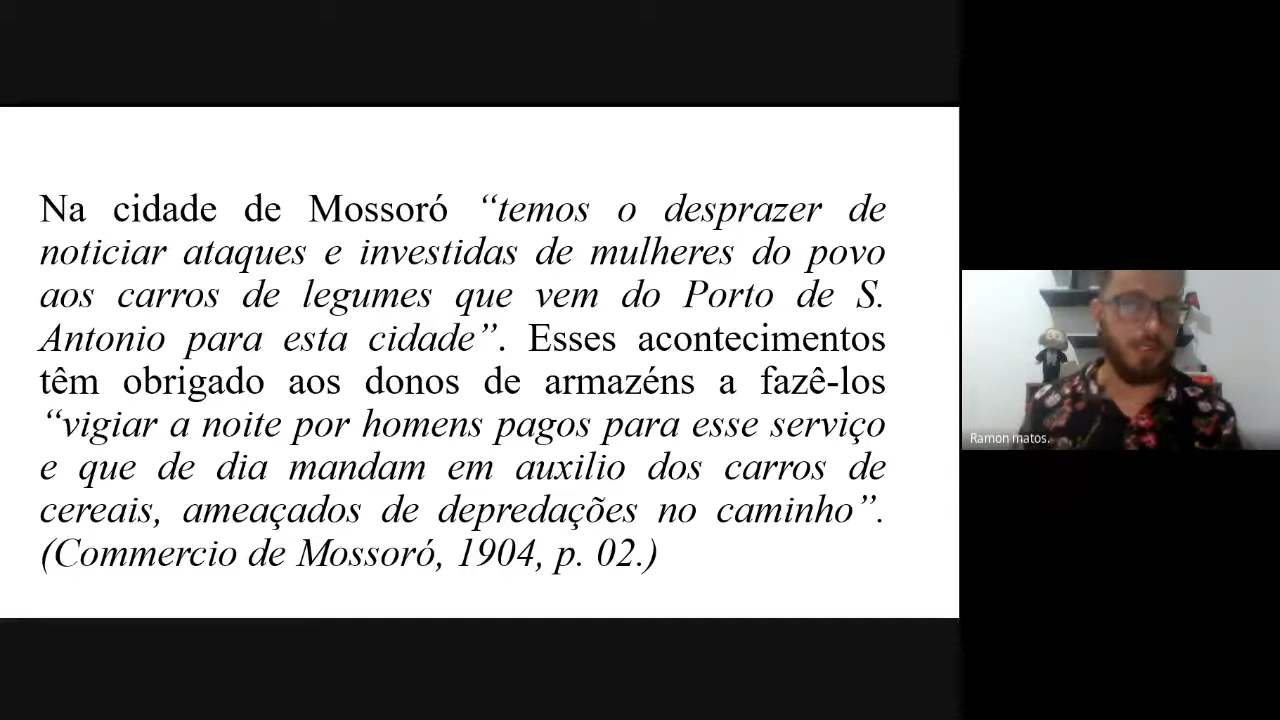 Na cidade de Mossoró “temos o desprazer de
noticiar ataques e investidas de mulheres do povo
aos carros de legumes que vem do Porto de S.
Antonio para esta cidade”. Esses acontecimentos
têm obrigado aos donos de armazéns a fazê-los
“vigiar a noite por homens pagos para esse serviço
e que de dia mandam em auxilio dos carros de
cereais, ameaçados de depredações no caminho”.
(Commercio de Mossoró, 1904, p. 02.)
Ramon matos.